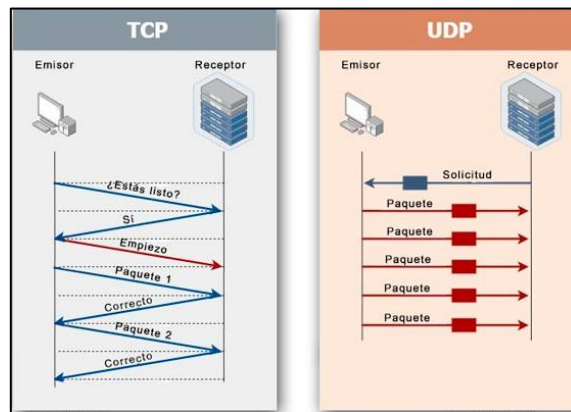 TCP
Emisor
Receptor
¿Estás listo?
Sí
Empiezo
Paquete 1
Correcto
Paquete 2
Correcto
UDP
Emisor
Receptor
Solicitud
Paquete
Paquete
Paquete
Paquete
Paquete